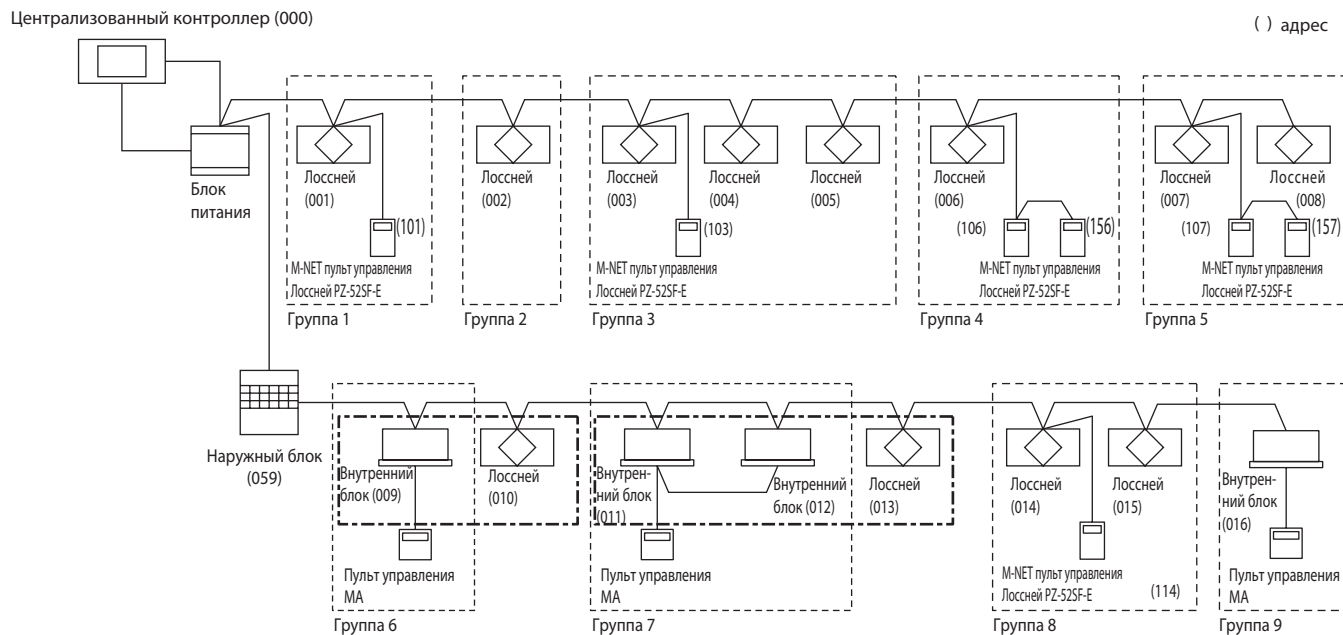 Централизованный контроллер (000)
( ) адрес
Блок
питания
Лоссней
(001)
(101)
M-NET пульт управления
Лоссней PZ-52SF-E
Группа 1
Лоссней
(002)
Группа 2
Лоссней
(003)
Лоссней
(004)
Лоссней
(005)
(103)
M-NET пульт управления
Лоссней PZ-52SF-E
Группа 3
Лоссней
(006)
(106)
(156)
M-NET пульт управления
Лоссней PZ-52SF-E
Группа 4
Лоссней
(007)
Лоссней
(008)
(107)
(157)
M-NET пульт управления
Лоссней PZ-52SF-E
Группа 5
Наружный блок
(059)
Внутренний
блок (009)
Лоссней
(010)
Пульт управления
MA
Группа 6
Внутрен-
ний блок
(011)
Внутренний
блок (012)
Лоссней
(013)
Пульт управления
MA
Группа 7
Лоссней
(014)
Лоссней
(015)
M-NET пульт управления
Лоссней PZ-52SF-E
(114)
Группа 8
Внутрен-
ний блок
(016)
Пульт управления
MA
Группа 9